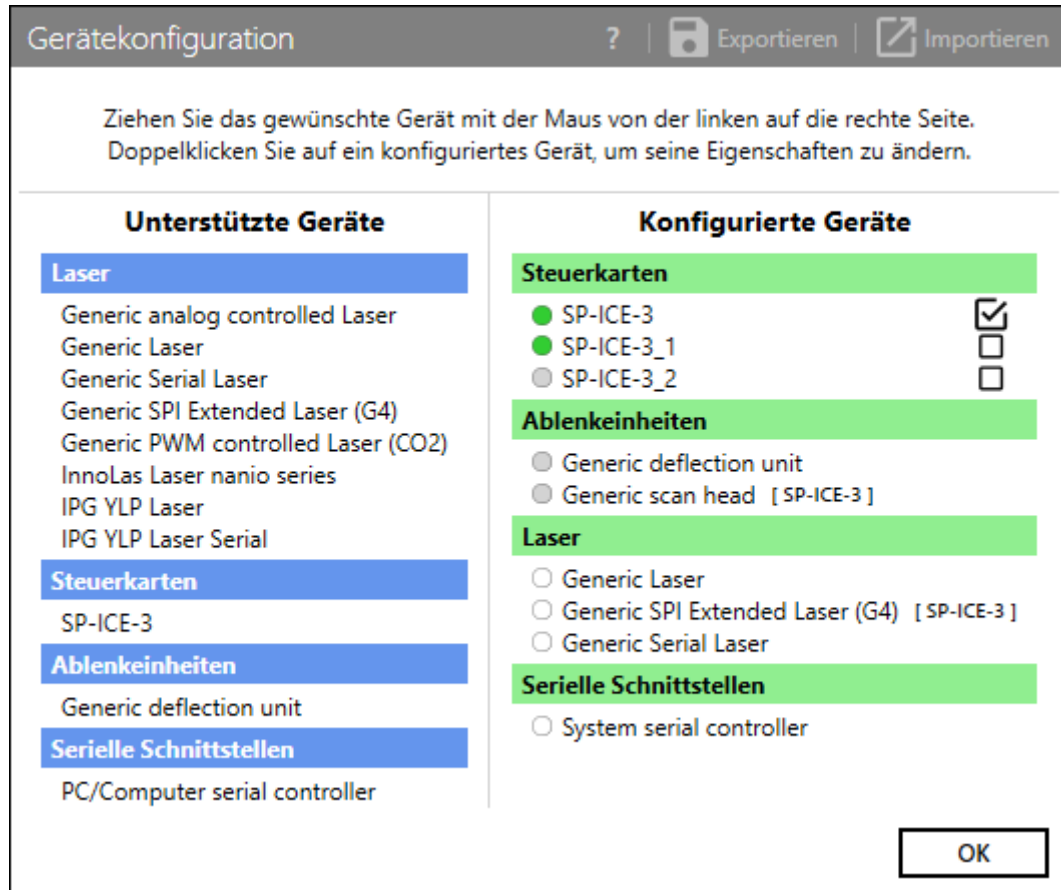 Gerätekonfiguration
? Exportieren Importieren
Ziehen Sie das gewünschte Gerät mit der Maus von der linken auf die rechte Seite.
Doppelklicken Sie auf ein konfiguriertes Gerät, um seine Eigenschaften zu ändern.
Unterstützte Geräte
Laser
Generic analog controlled Laser
Generic Laser
Generic Serial Laser
Generic SPI Extended Laser (G4)
Generic PWM controlled Laser (CO2)
InnoLas Laser nanio series
IPG YLP Laser
IPG YLP Laser Serial
Steuerkarten
SP-ICE-3
Ablenkeinheiten
Generic deflection unit
Serielle Schnittstellen
PC/Computer serial controller
Konfigurierte Geräte
Steuerkarten
SP-ICE-3
SP-ICE-3_1
SP-ICE-3_2
Ablenkeinheiten
Generic deflection unit
Generic scan head [ SP-ICE-3 ]
Laser
Generic Laser
Generic SPI Extended Laser (G4) [ SP-ICE-3 ]
Generic Serial Laser
Serielle Schnittstellen
System serial controller
OK